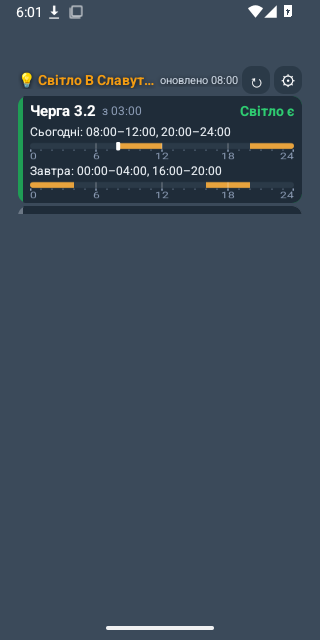 6:01
💡 Світло В Славут… оновлено 08:00
Черга 3.2 з 03:00 Світло є
Сьогодні: 08:00–12:00, 20:00–24:00
0 6 12 18 24
Завтра: 00:00–04:00, 16:00–20:00
0 6 12 18 24